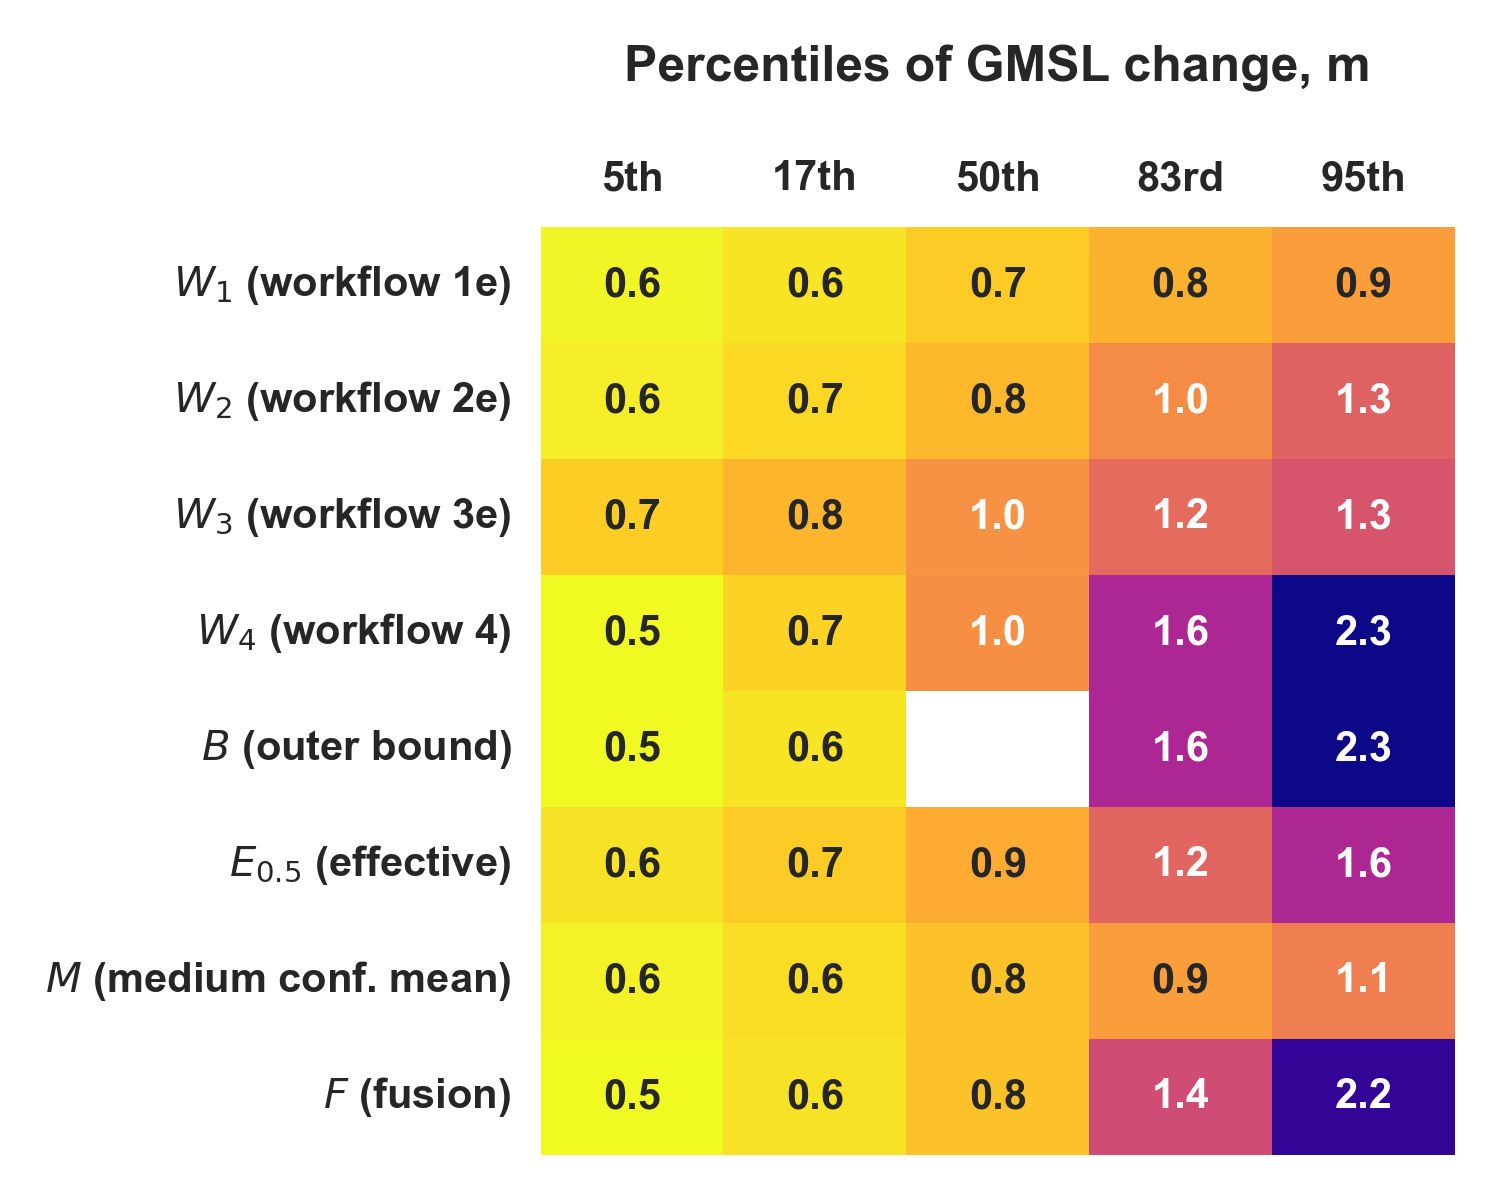 Percentiles of GMSL change, m
5th 17th 50th 83rd 95th
W1 (workflow 1e) 0.6 0.6 0.7 0.8 0.9
W2 (workflow 2e) 0.6 0.7 0.8 1.0 1.3
W3 (workflow 3e) 0.7 0.8 1.0 1.2 1.3
W4 (workflow 4) 0.5 0.7 1.0 1.6 2.3
B (outer bound) 0.5 0.6 1.6 2.3
E0.5 (effective) 0.6 0.7 0.9 1.2 1.6
M (medium conf. mean) 0.6 0.6 0.8 0.9 1.1
F (fusion) 0.5 0.6 0.8 1.4 2.2